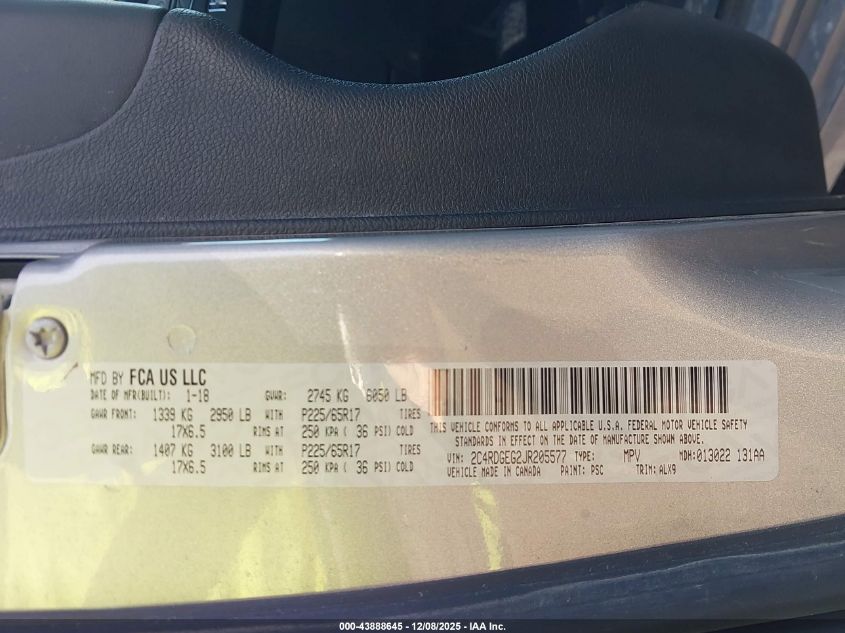 MFD BY FCA US LLC
DATE OF MFR(BUILT): 1-18 GVWR: 2745 KG 6050 LB
GAWR FRONT: 1339 KG 2950 LB WITH P225/65R17 TIRES
17X6.5 RIMS AT 250 KPA ( 36 PSI) COLD
GAWR REAR: 1407 KG 3100 LB WITH P225/65R17 TIRES
17X6.5 RIMS AT 250 KPA ( 36 PSI) COLD
THIS VEHICLE CONFORMS TO ALL APPLICABLE U.S.A. FEDERAL MOTOR VEHICLE SAFETY
STANDARDS IN EFFECT ON THE DATE OF MANUFACTURE SHOWN ABOVE.
VIN: 2C4RDGEG2JR205577 TYPE: MPV MDH: 013022 131AA
VEHICLE MADE IN CANADA PAINT: PSC TRIM: ALX9
000-43888645 - 12/08/2025 - IAA Inc.